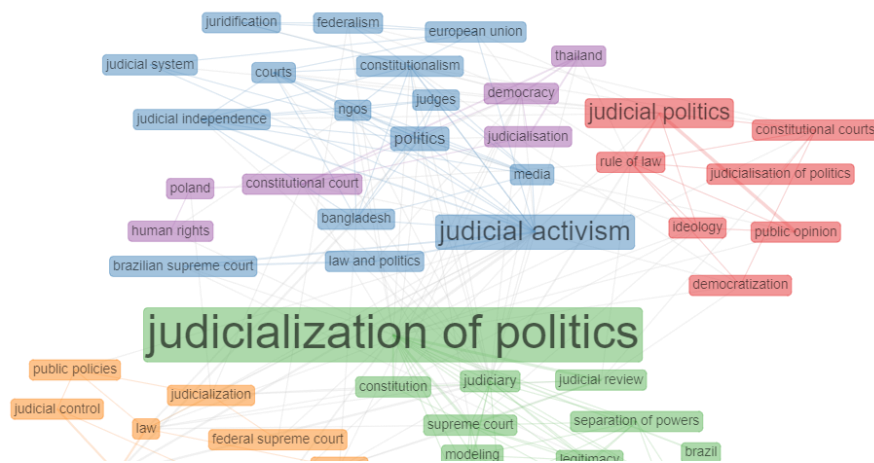 juridification
federalism
european union
judicial system
courts
constitutionalism
thailand
democracy
judges
ngos
judicial politics
judicial independence
politics
judicialisation
constitutional courts
rule of law
judicialisation of politics
media
poland
constitutional court
bangladesh
human rights
judicial activism
ideology
public opinion
brazilian supreme court
law and politics
democratization
judicialization of politics
public policies
judicialization
constitution
judiciary
judicial review
judicial control
law
supreme court
separation of powers
federal supreme court
modeling
legitimacy
brazil